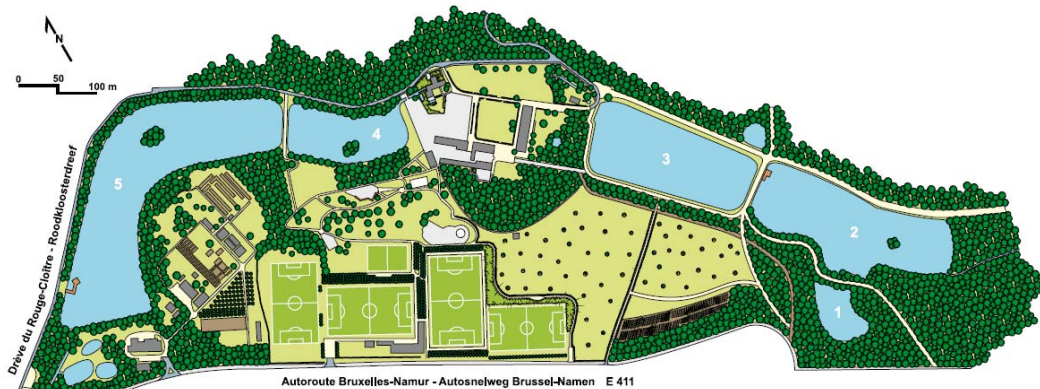 N
0 50 100 m
5
4
3
2
1
Drève du Rouge-Cloître - Roodkloosterdreef
Autoroute Bruxelles-Namur - Autosnelweg Brussel-Namen E 411